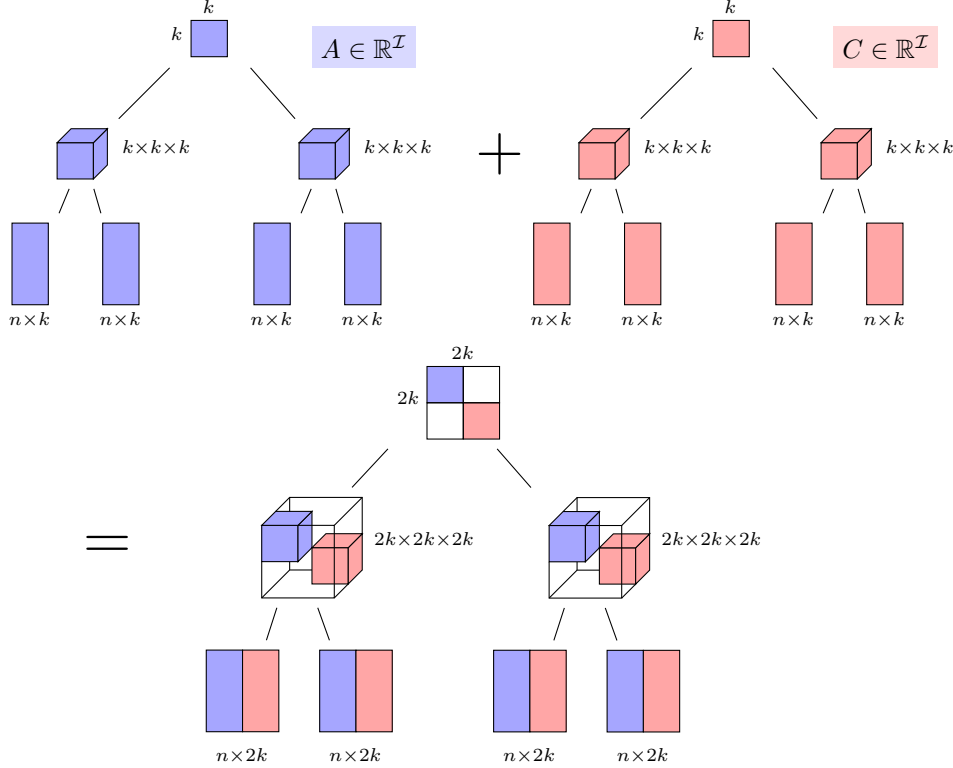 k k
k A ∈ ℝ^ℐ k C ∈ ℝ^ℐ
k×k×k k×k×k + k×k×k k×k×k
n×k n×k n×k n×k n×k n×k n×k n×k
2k
2k
= 2k×2k×2k 2k×2k×2k
n×2k n×2k n×2k n×2k